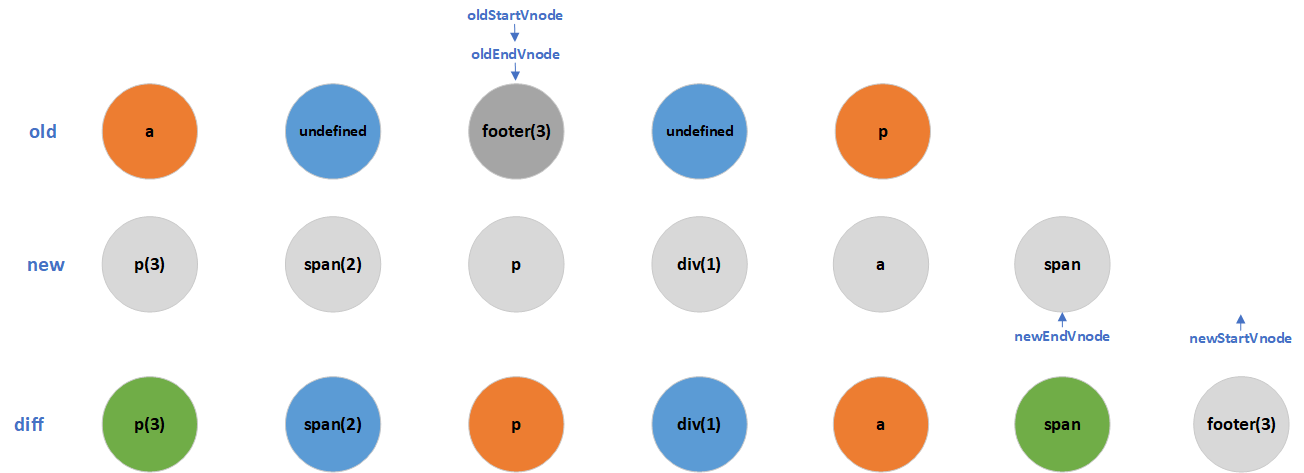 oldStartVnode
oldEndVnode
old a undefined footer(3) undefined p
new p(3) span(2) p div(1) a span
newEndVnode newStartVnode
diff p(3) span(2) p div(1) a span footer(3)